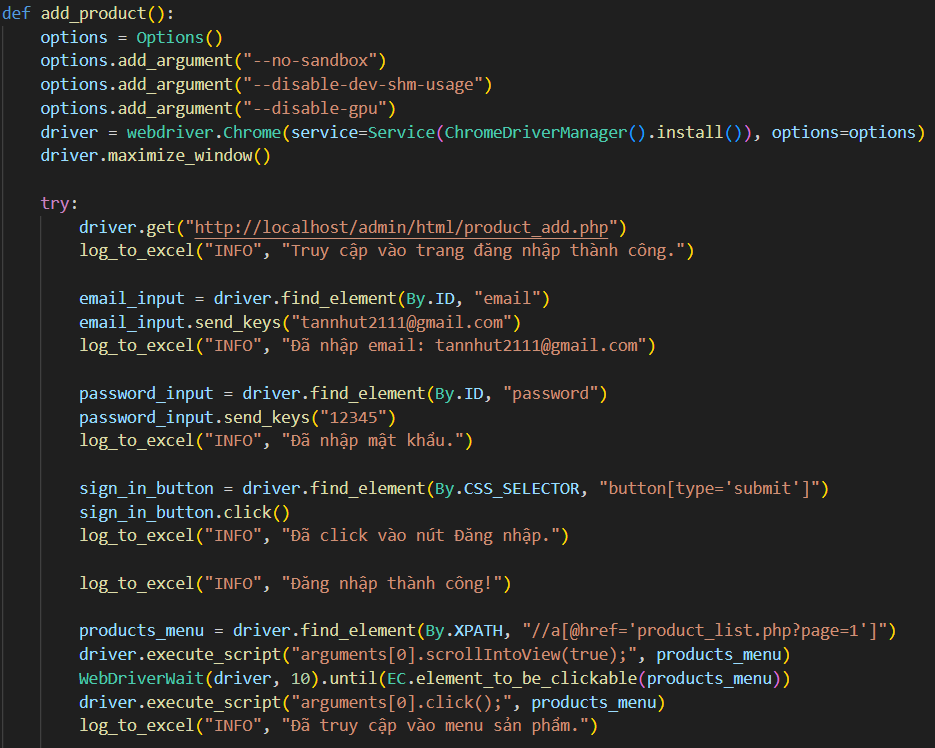 def add_product():
    options = Options()
    options.add_argument("--no-sandbox")
    options.add_argument("--disable-dev-shm-usage")
    options.add_argument("--disable-gpu")
    driver = webdriver.Chrome(service=Service(ChromeDriverManager().install()), options=options)
    driver.maximize_window()

    try:
        driver.get("http://localhost/admin/html/product_add.php")
        log_to_excel("INFO", "Truy cập vào trang đăng nhập thành công.")

        email_input = driver.find_element(By.ID, "email")
        email_input.send_keys("tannhut2111@gmail.com")
        log_to_excel("INFO", "Đã nhập email: tannhut2111@gmail.com")

        password_input = driver.find_element(By.ID, "password")
        password_input.send_keys("12345")
        log_to_excel("INFO", "Đã nhập mật khẩu.")

        sign_in_button = driver.find_element(By.CSS_SELECTOR, "button[type='submit']")
        sign_in_button.click()
        log_to_excel("INFO", "Đã click vào nút Đăng nhập.")

        log_to_excel("INFO", "Đăng nhập thành công!")

        products_menu = driver.find_element(By.XPATH, "//a[@href='product_list.php?page=1']")
        driver.execute_script("arguments[0].scrollIntoView(true);", products_menu)
        WebDriverWait(driver, 10).until(EC.element_to_be_clickable(products_menu))
        driver.execute_script("arguments[0].click();", products_menu)
        log_to_excel("INFO", "Đã truy cập vào menu sản phẩm.")